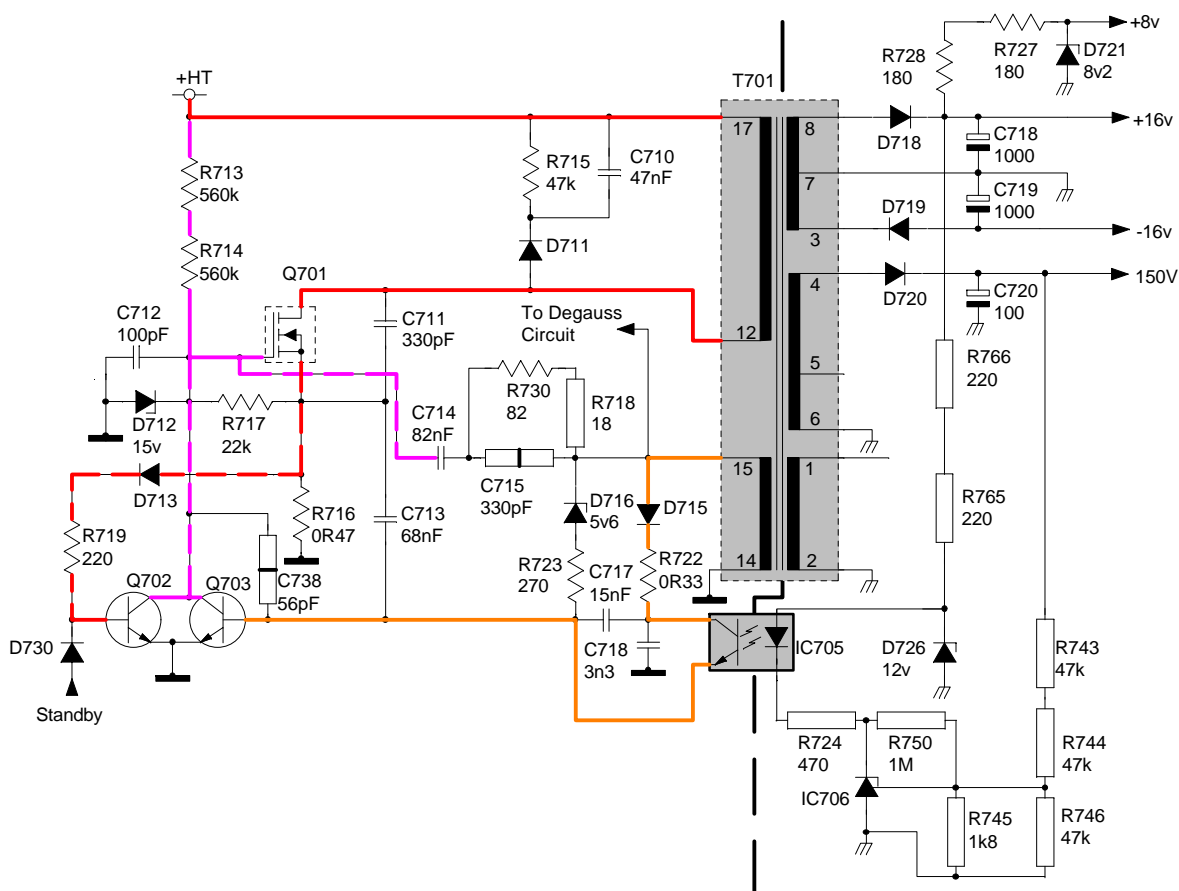 +HT
R713
560k
R714
560k
C712
100pF
D712
15v
R717
22k
D713
R719
220
Q702
Q703
D730
Standby
Q701
R715
47k
C710
47nF
D711
C711
330pF
To Degauss
Circuit
R730
82
R718
18
C714
82nF
C715
330pF
R716
0R47
C713
68nF
C738
56pF
D716
5v6
D715
R723
270
C717
15nF
R722
0R33
C718
3n3
T701
17
12
15
14
8
7
3
4
5
6
1
2
IC705
D718
D719
D720
R728
180
R727
180
D721
8v2
+8v
C718
1000
+16v
C719
1000
-16v
150V
C720
100
R766
220
R765
220
D726
12v
R743
47k
R744
47k
R746
47k
R724
470
R750
1M
IC706
R745
1k8